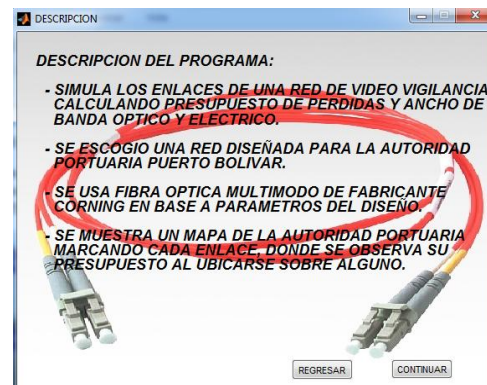 DESCRIPCION
DESCRIPCION DEL PROGRAMA:
- SIMULA LOS ENLACES DE UNA RED DE VIDEO VIGILANCIA
CALCULANDO PRESUPUESTO DE PERDIDAS Y ANCHO DE
BANDA OPTICO Y ELECTRICO.
- SE ESCOGIO UNA RED DISEÑADA PARA LA AUTORIDAD
PORTUARIA PUERTO BOLIVAR.
- SE USA FIBRA OPTICA MULTIMODO DE FABRICANTE
CORNING EN BASE A PARAMETROS DEL DISEÑO.
- SE MUESTRA UN MAPA DE LA AUTORIDAD PORTUARIA
MARCANDO CADA ENLACE, DONDE SE OBSERVA SU
PRESUPUESTO AL UBICARSE SOBRE ALGUNO.
REGRESAR CONTINUAR